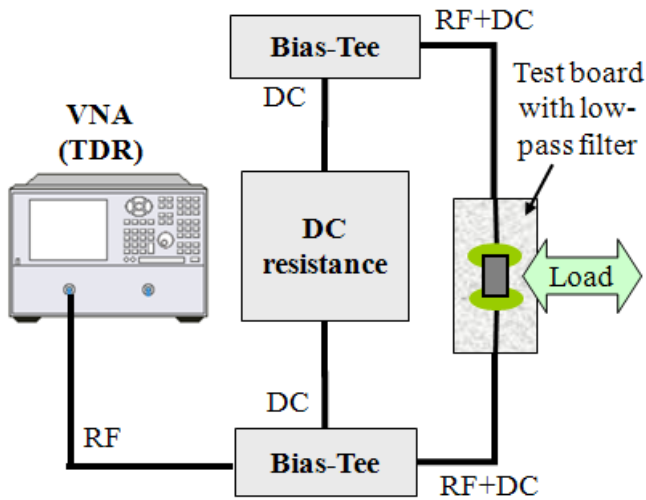 RF+DC
Bias-Tee
DC
Test board
with low-
pass filter
VNA
(TDR)
DC
resistance
Load
DC
RF
Bias-Tee
RF+DC